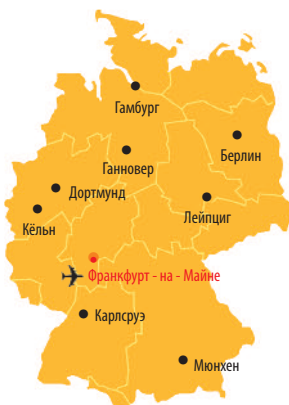 Гамбург
Ганновер
Берлин
Дортмунд
Лейпциг
Кёльн
Франкфурт - на - Майне
Карлсруэ
Мюнхен